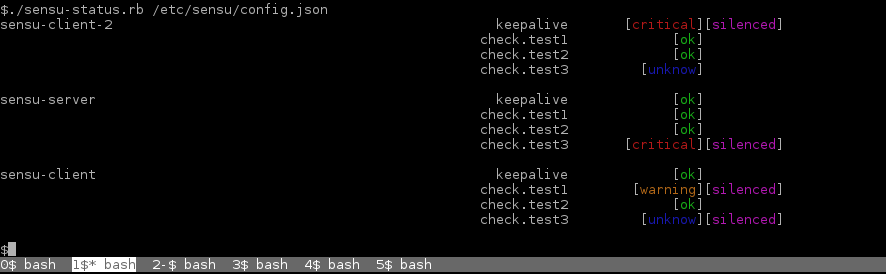 $./sensu-status.rb /etc/sensu/config.json
sensu-client-2 keepalive [critical][silenced]
check.test1 [ok]
check.test2 [ok]
check.test3 [unknow]
sensu-server keepalive [ok]
check.test1 [ok]
check.test2 [ok]
check.test3 [critical][silenced]
sensu-client keepalive [ok]
check.test1 [warning][silenced]
check.test2 [ok]
check.test3 [unknow][silenced]
$
0$ bash 1$* bash 2-$ bash 3$ bash 4$ bash 5$ bash